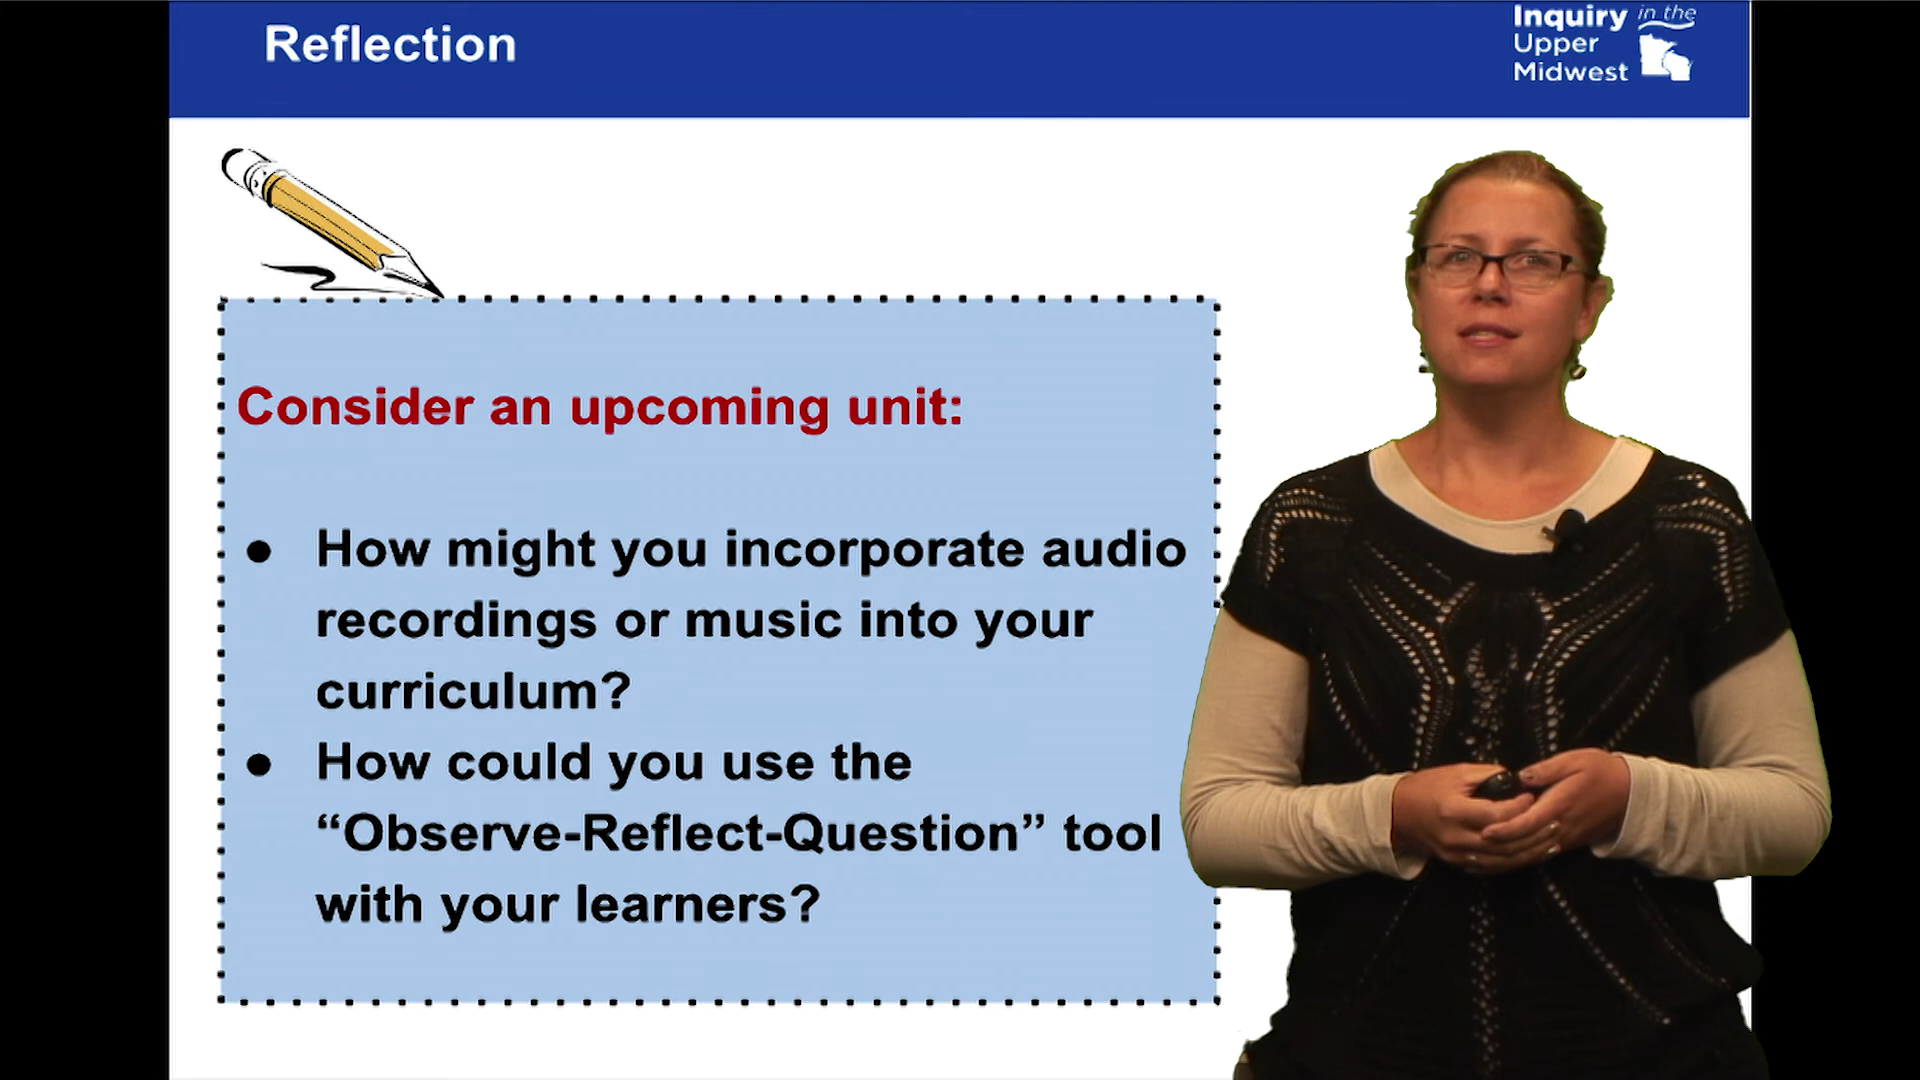 Reflection
Inquiry in the
Upper
Midwest
Consider an upcoming unit:
● How might you incorporate audio
recordings or music into your
curriculum?
● How could you use the
“Observe-Reflect-Question” tool
with your learners?